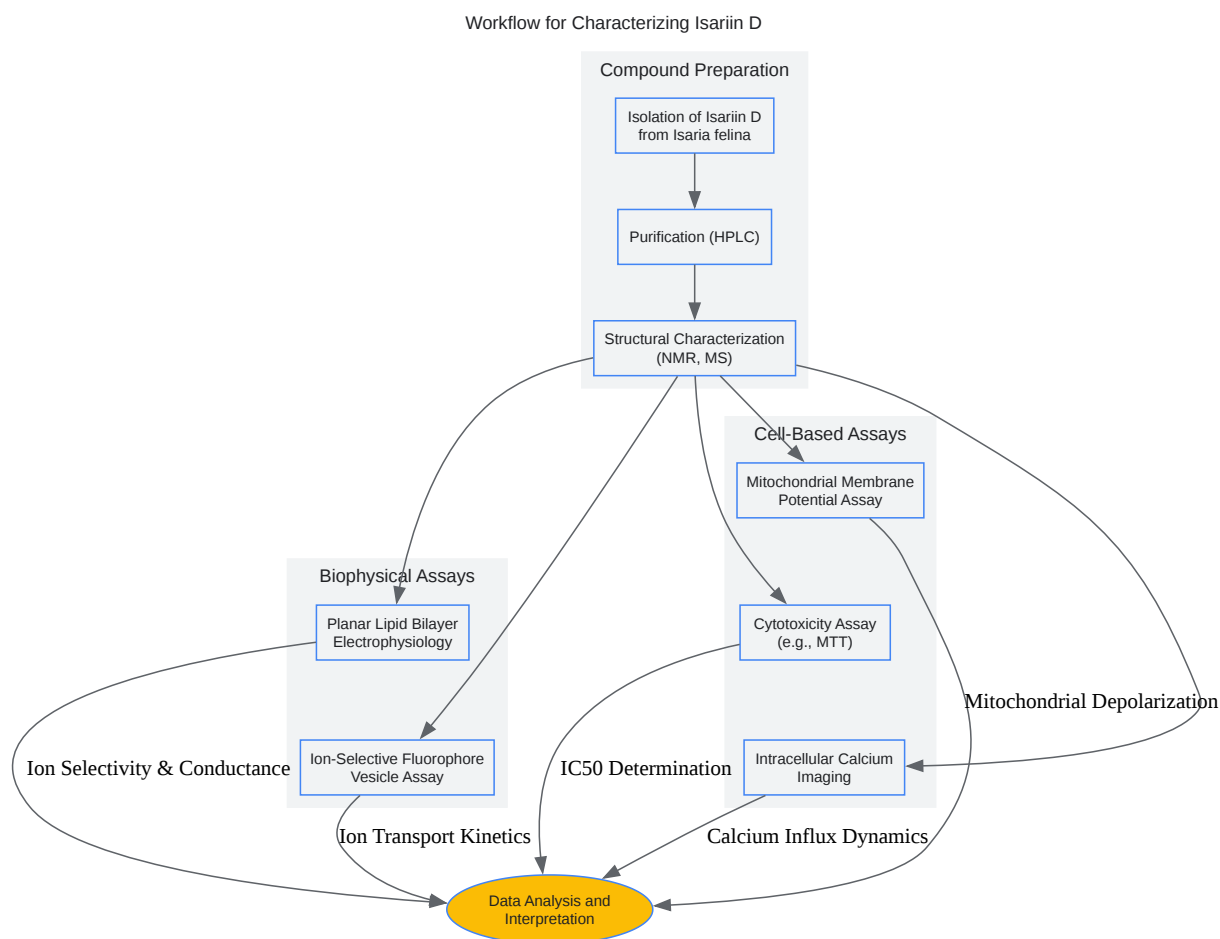 Workflow for Characterizing Isariin D
Compound Preparation
Isolation of Isariin D
from Isaria felina
Purification (HPLC)
Structural Characterization
(NMR, MS)
Cell-Based Assays
Mitochondrial Membrane
Potential Assay
Biophysical Assays
Planar Lipid Bilayer
Electrophysiology
Cytotoxicity Assay
(e.g., MTT)
Mitochondrial Depolarization
Ion Selectivity & Conductance
Ion-Selective Fluorophore
Vesicle Assay
IC50 Determination
Intracellular Calcium
Imaging
Ion Transport Kinetics
Calcium Influx Dynamics
Data Analysis and
Interpretation